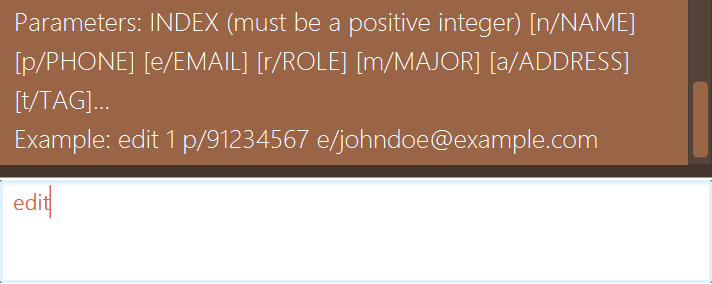 Parameters: INDEX (must be a positive integer) [n/NAME]
[p/PHONE] [e/EMAIL] [r/ROLE] [m/MAJOR] [a/ADDRESS]
[t/TAG]...
Example: edit 1 p/91234567 e/johndoe@example.com
edit